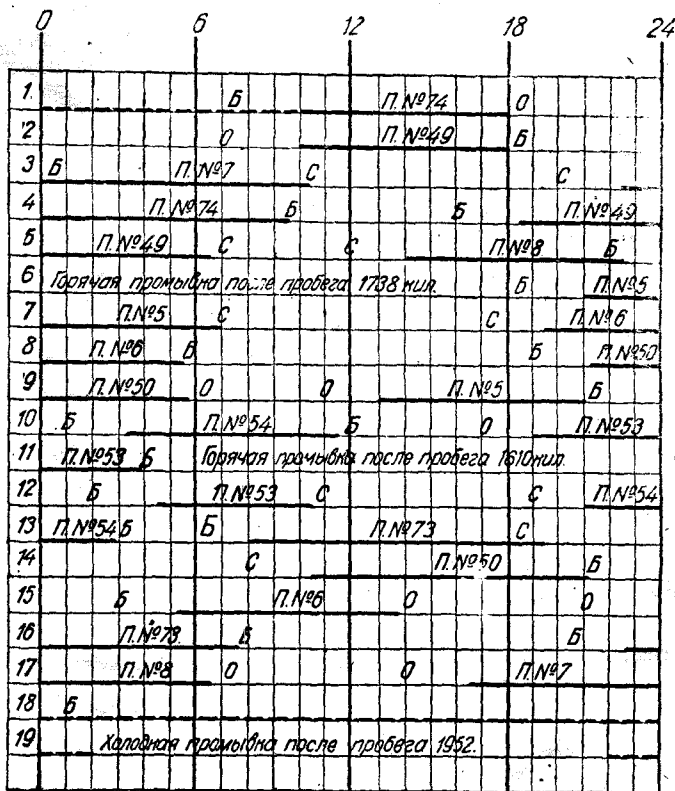 0 6 12 18 24
1. Б П.№74 О
2 О П.№49 Б
3 Б П.№7 С С
4 П.№74 Б Б П.№49
5 П.№49 С С П.№8 Б
6 Горячая промывка после пробега 1738 кил. Б П.№5
7 П.№5 С С П.№6
8 П.№6 Б Б П.№50
9 П.№50 О О П.№5 Б
10 Б П.№54 Б О П.№53
11 П.№53 Б Горячая промывка после пробега 1610 кил.
12 Б П.№53 С С П.№54
13 П.№54 Б Б П.№73 С
14 С П.№50 Б
15 Б П.№6 О О
16 П.№73 Б Б
17 П.№8 О О П.№7
18 Б
19 Холодная промывка после пробега 1952.